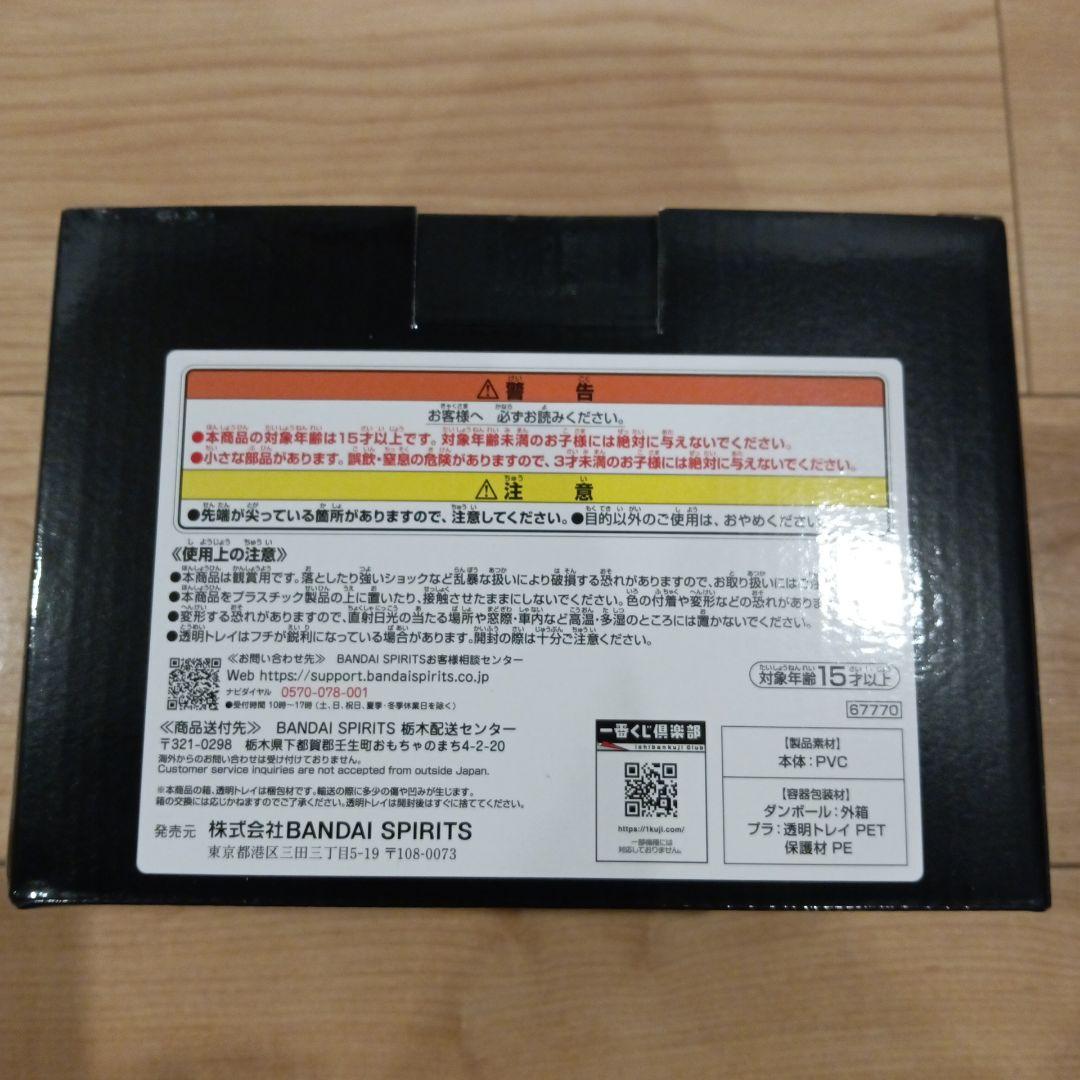 ⚠警告
お客様へ 必ずお読みください。
●本商品の対象年齢は15才以上です。対象年齢未満のお子様には絶対に与えないでください。
●小さな部品があります。誤飲・窒息の危険がありますので、3才未満のお子様には絶対に与えないでください。
⚠注意
●先端が尖っている箇所がありますので、注意してください。●目的以外のご使用は、おやめください
《使用上の注意》
●本商品は観賞用です。落としたり強いショックなど乱暴な扱いにより破損する恐れがありますので、お取り扱いにはご
●本商品をプラスチック製品の上に置いたり、接触させたままにしないでください。色の付着や変形などの恐れがありま
●変形する恐れがありますので、直射日光の当たる場所や窓際・車内など高温・多湿のところには置かないでください。
●透明トレイはフチが鋭利になっている場合があります。開封の際は十分ご注意ください。
≪お問い合わせ先≫ BANDAI SPIRITSお客様相談センター
Web https://support.bandaispirits.co.jp
ナビダイヤル 0570-078-001
●受付時間 10時～17時(土、日、祝日、夏季・冬季休業日を除く)
対象年齢15才以上
67770
≪商品送付先≫ BANDAI SPIRITS 栃木配送センター
〒321-0298 栃木県下都賀郡壬生町おもちゃのまち4-2-20
海外からのお問い合わせは受け付けておりません。
Customer service inquiries are not accepted from outside Japan.
※本商品の箱、透明トレイは梱包材です。輸送の際に多少の傷や凹みが生じます。
箱の交換には応じかねますのでご了承ください。透明トレイは開封後はすぐに捨ててください。
発売元 株式会社BANDAI SPIRITS
東京都港区三田三丁目5-19 〒108-0073
一番くじ倶楽部
Ichibankuji Club
https://1kuji.com/
一部機種には
対応しておりません。
【製品素材】
本体：PVC
【容器包装材】
ダンボール：外箱
プラ：透明トレイ PET
保護材 PE